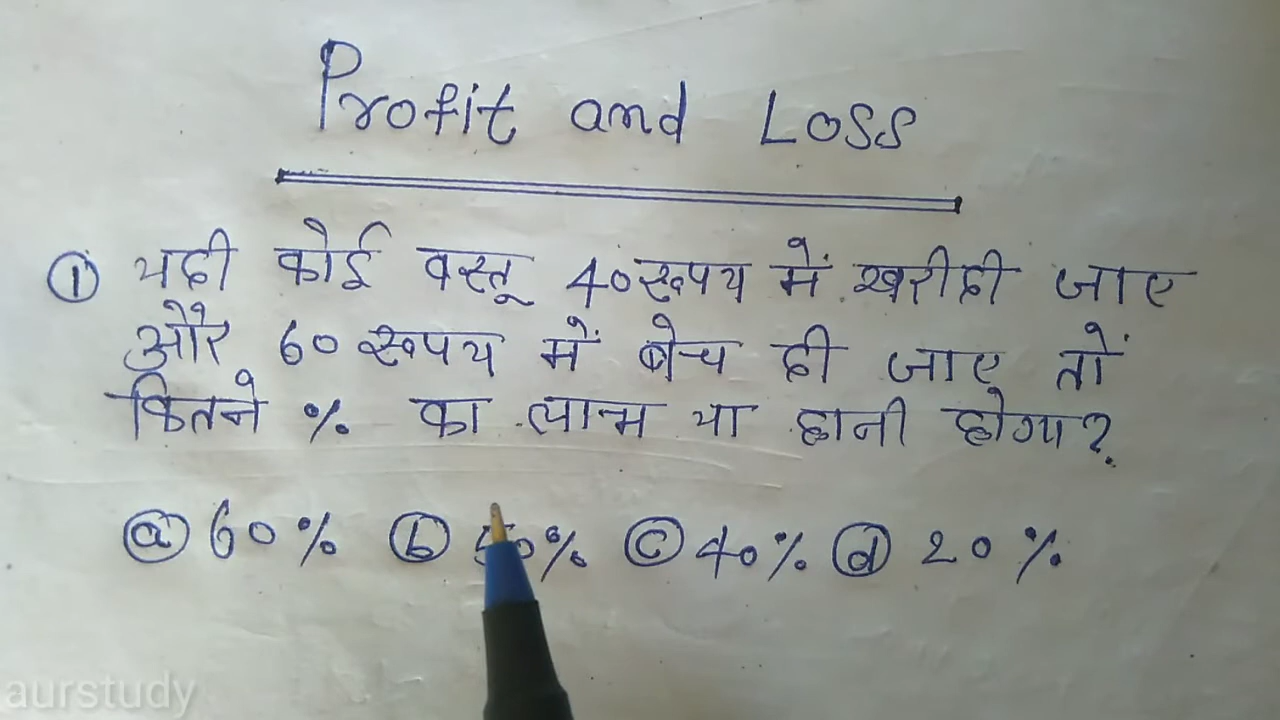 Profit and Loss
① यदी कोई वस्तू 40 रूपय में खरीदी जाए
और 60 रूपय में बेच दी जाए तों
कितने % का लाभ या हानी होगा?
ⓐ 60% ⓑ 50% ⓒ 40% ⓓ 20%
aurstudy